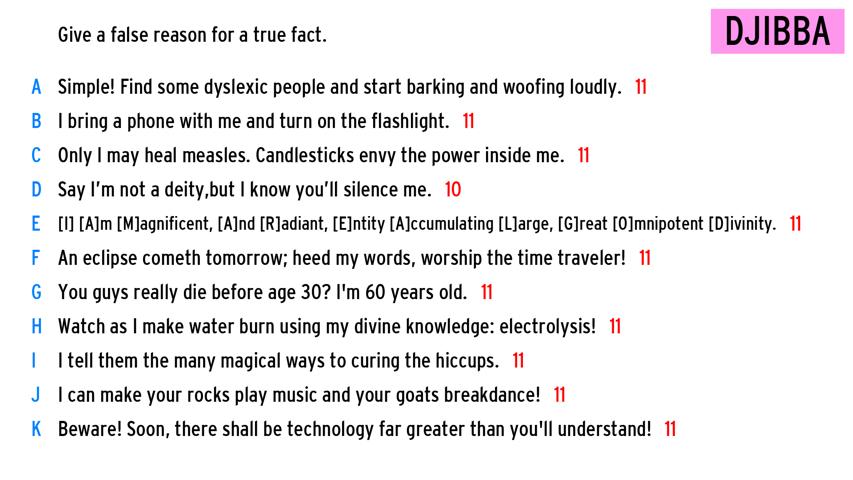 Give a false reason for a true fact.
DJIBBA
A Simple! Find some dyslexic people and start barking and woofing loudly. 11
B I bring a phone with me and turn on the flashlight. 11
C Only I may heal measles. Candlesticks envy the power inside me. 11
D Say I'm not a deity,but I know you'll silence me. 10
E [I] [A]m [M]agnificent, [A]nd [R]adiant, [E]ntity [A]ccumulating [L]arge, [G]reat [O]mnipotent [D]ivinity. 11
F An eclipse cometh tomorrow; heed my words, worship the time traveler! 11
G You guys really die before age 30? I'm 60 years old. 11
H Watch as I make water burn using my divine knowledge: electrolysis! 11
I I tell them the many magical ways to curing the hiccups. 11
J I can make your rocks play music and your goats breakdance! 11
K Beware! Soon, there shall be technology far greater than you'll understand! 11